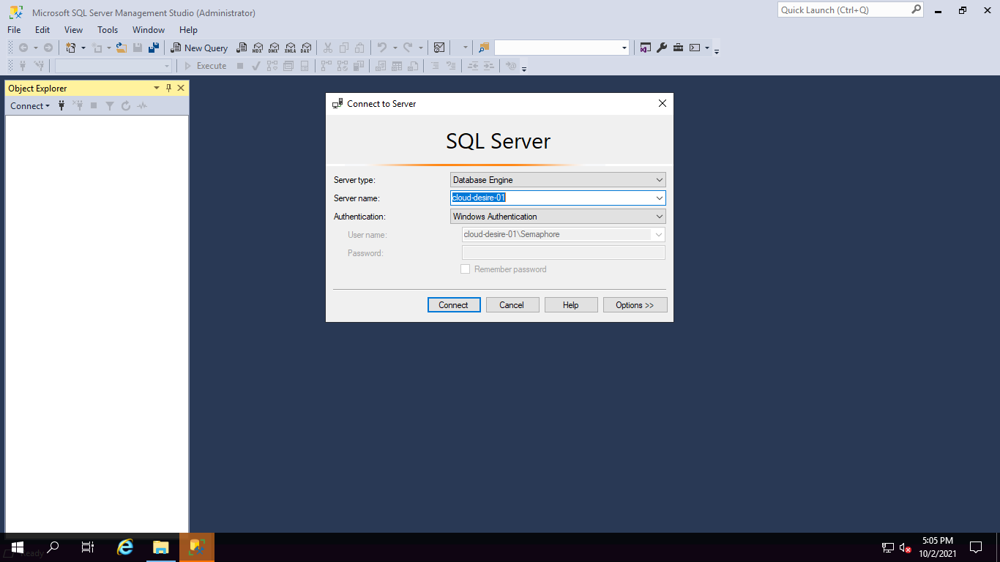 Microsoft SQL Server Management Studio (Administrator)
Quick Launch (Ctrl+Q)
File Edit View Tools Window Help
New Query
MDX DMX XMLA DAX
Execute
Object Explorer
Connect
Connect to Server
SQL Server
Server type: Database Engine
Server name: cloud-desire-01
Authentication: Windows Authentication
User name: cloud-desire-01\Semaphore
Password:
Remember password
Connect Cancel Help Options >>
Ready
5:05 PM
10/2/2021